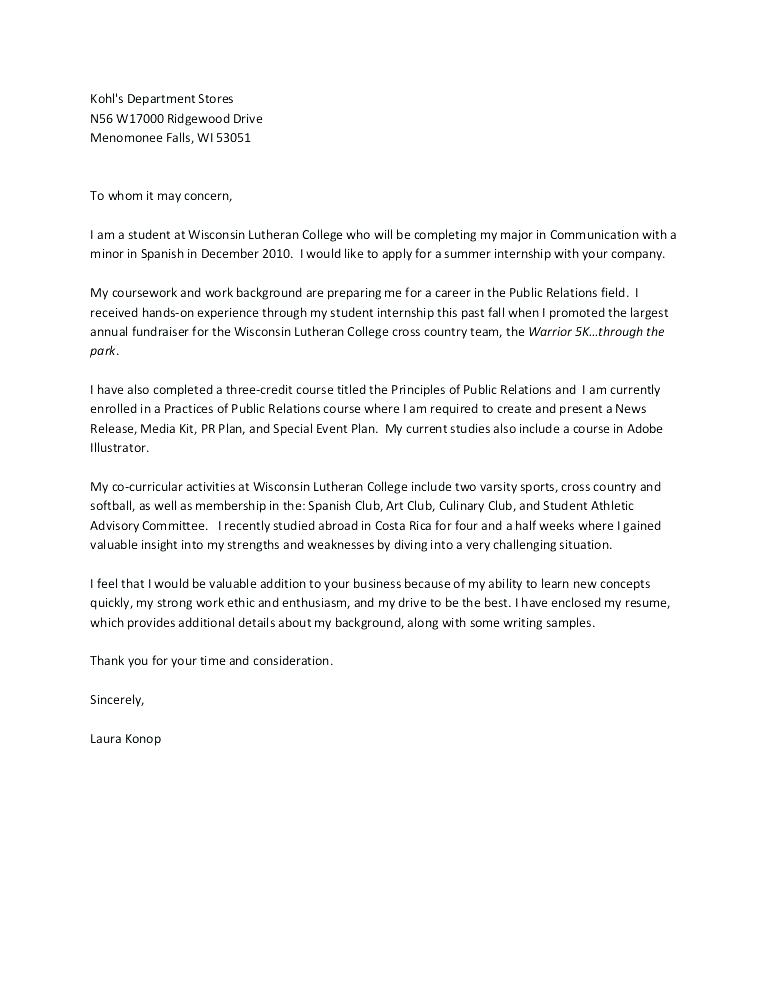 Kohl's Department Stores
N56 W17000 Ridgewood Drive
Menomonee Falls, WI 53051
To whom it may concern,
I am a student at Wisconsin Lutheran College who will be completing my major in Communication with a
minor in Spanish in December 2010.  I would like to apply for a summer internship with your company.
My coursework and work background are preparing me for a career in the Public Relations field.  I
received hands-on experience through my student internship this past fall when I promoted the largest
annual fundraiser for the Wisconsin Lutheran College cross country team, the Warrior 5K…through the
park.
I have also completed a three-credit course titled the Principles of Public Relations and  I am currently
enrolled in a Practices of Public Relations course where I am required to create and present a News
Release, Media Kit, PR Plan, and Special Event Plan.  My current studies also include a course in Adobe
Illustrator.
My co-curricular activities at Wisconsin Lutheran College include two varsity sports, cross country and
softball, as well as membership in the: Spanish Club, Art Club, Culinary Club, and Student Athletic
Advisory Committee.   I recently studied abroad in Costa Rica for four and a half weeks where I gained
valuable insight into my strengths and weaknesses by diving into a very challenging situation.
I feel that I would be valuable addition to your business because of my ability to learn new concepts
quickly, my strong work ethic and enthusiasm, and my drive to be the best. I have enclosed my resume,
which provides additional details about my background, along with some writing samples.
Thank you for your time and consideration.
Sincerely,
Laura Konop